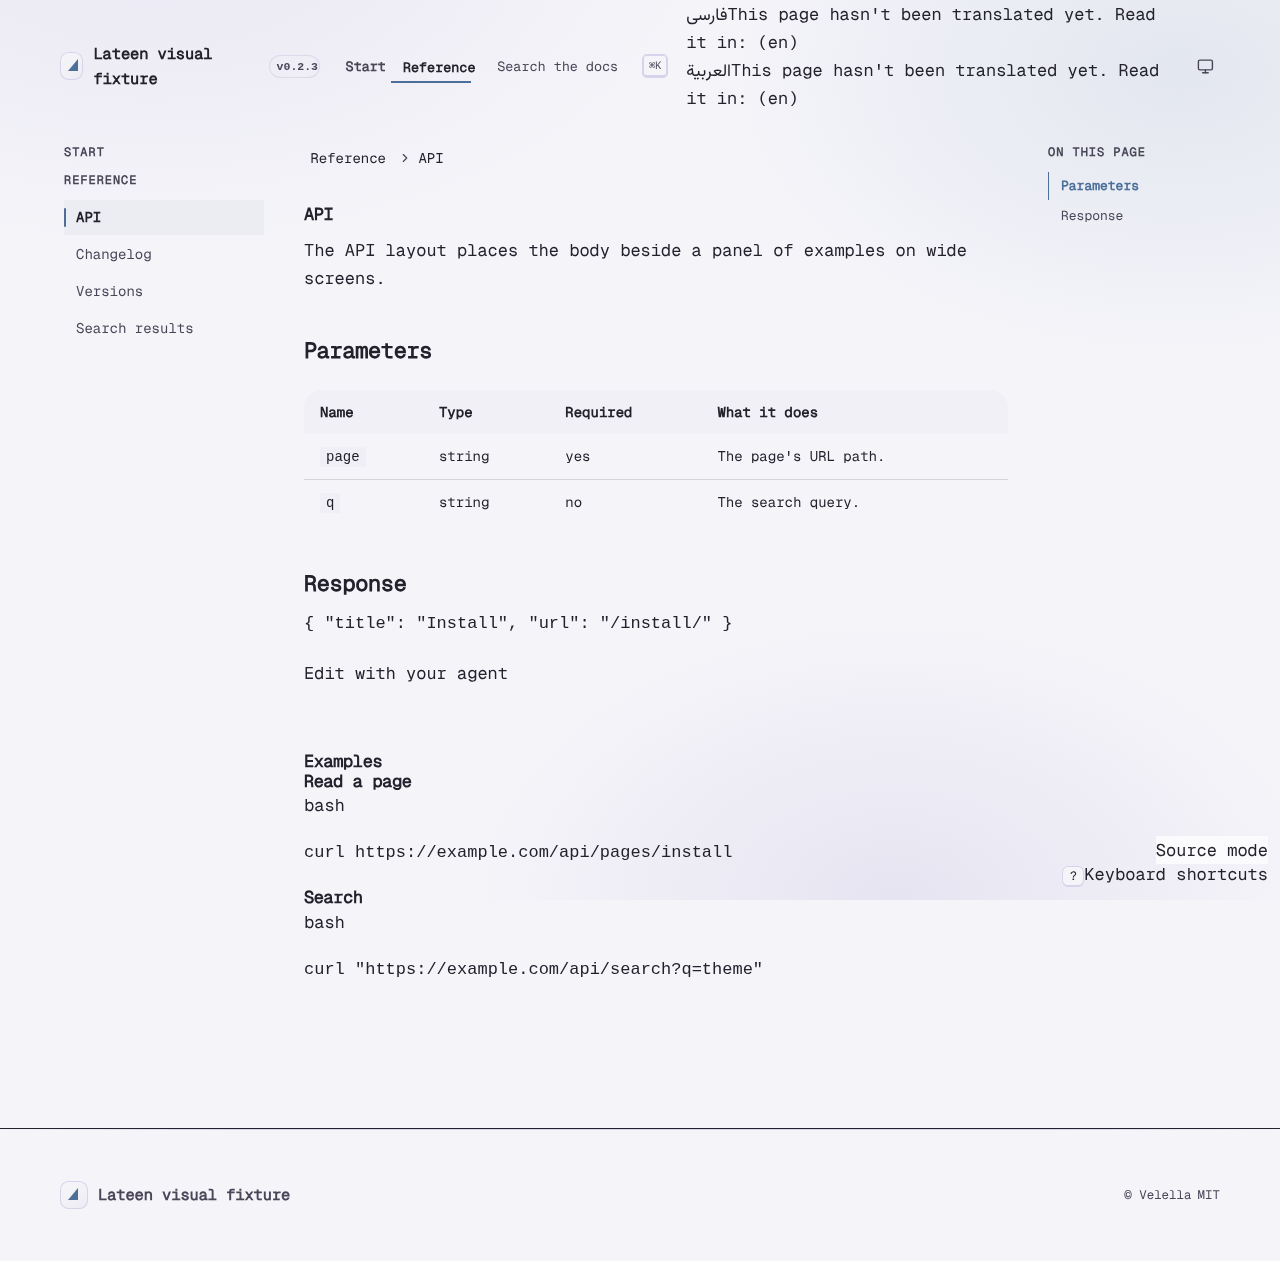 Lateen visual
fixture
v0.2.3
Start
Reference
Search the docs
⌘K
فارسیThis page hasn't been translated yet. Read
it in: (en)
العربيةThis page hasn't been translated yet. Read
it in: (en)
START
REFERENCE
API
Changelog
Versions
Search results
Reference > API
API
The API layout places the body beside a panel of examples on wide
screens.
Parameters
Name Type Required What it does
page string yes The page's URL path.
q string no The search query.
Response
{ "title": "Install", "url": "/install/" }
Edit with your agent
Examples
Read a page
bash
curl https://example.com/api/pages/install
Search
bash
curl "https://example.com/api/search?q=theme"
ON THIS PAGE
Parameters
Response
Source mode
? Keyboard shortcuts
Lateen visual fixture
© Velella MIT